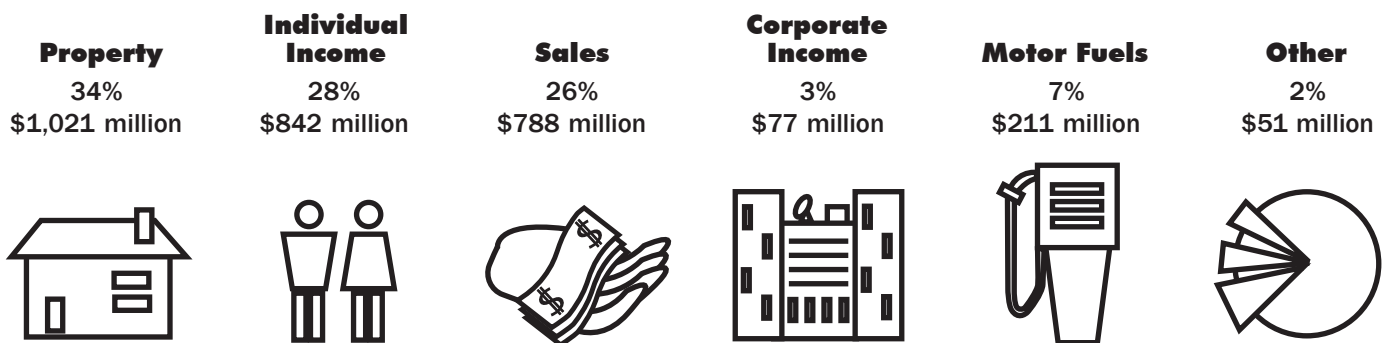 Property
34%
$1,021 million
Individual
Income
28%
$842 million
Sales
26%
$788 million
Corporate
Income
3%
$77 million
Motor Fuels
7%
$211 million
Other
2%
$51 million
$
$